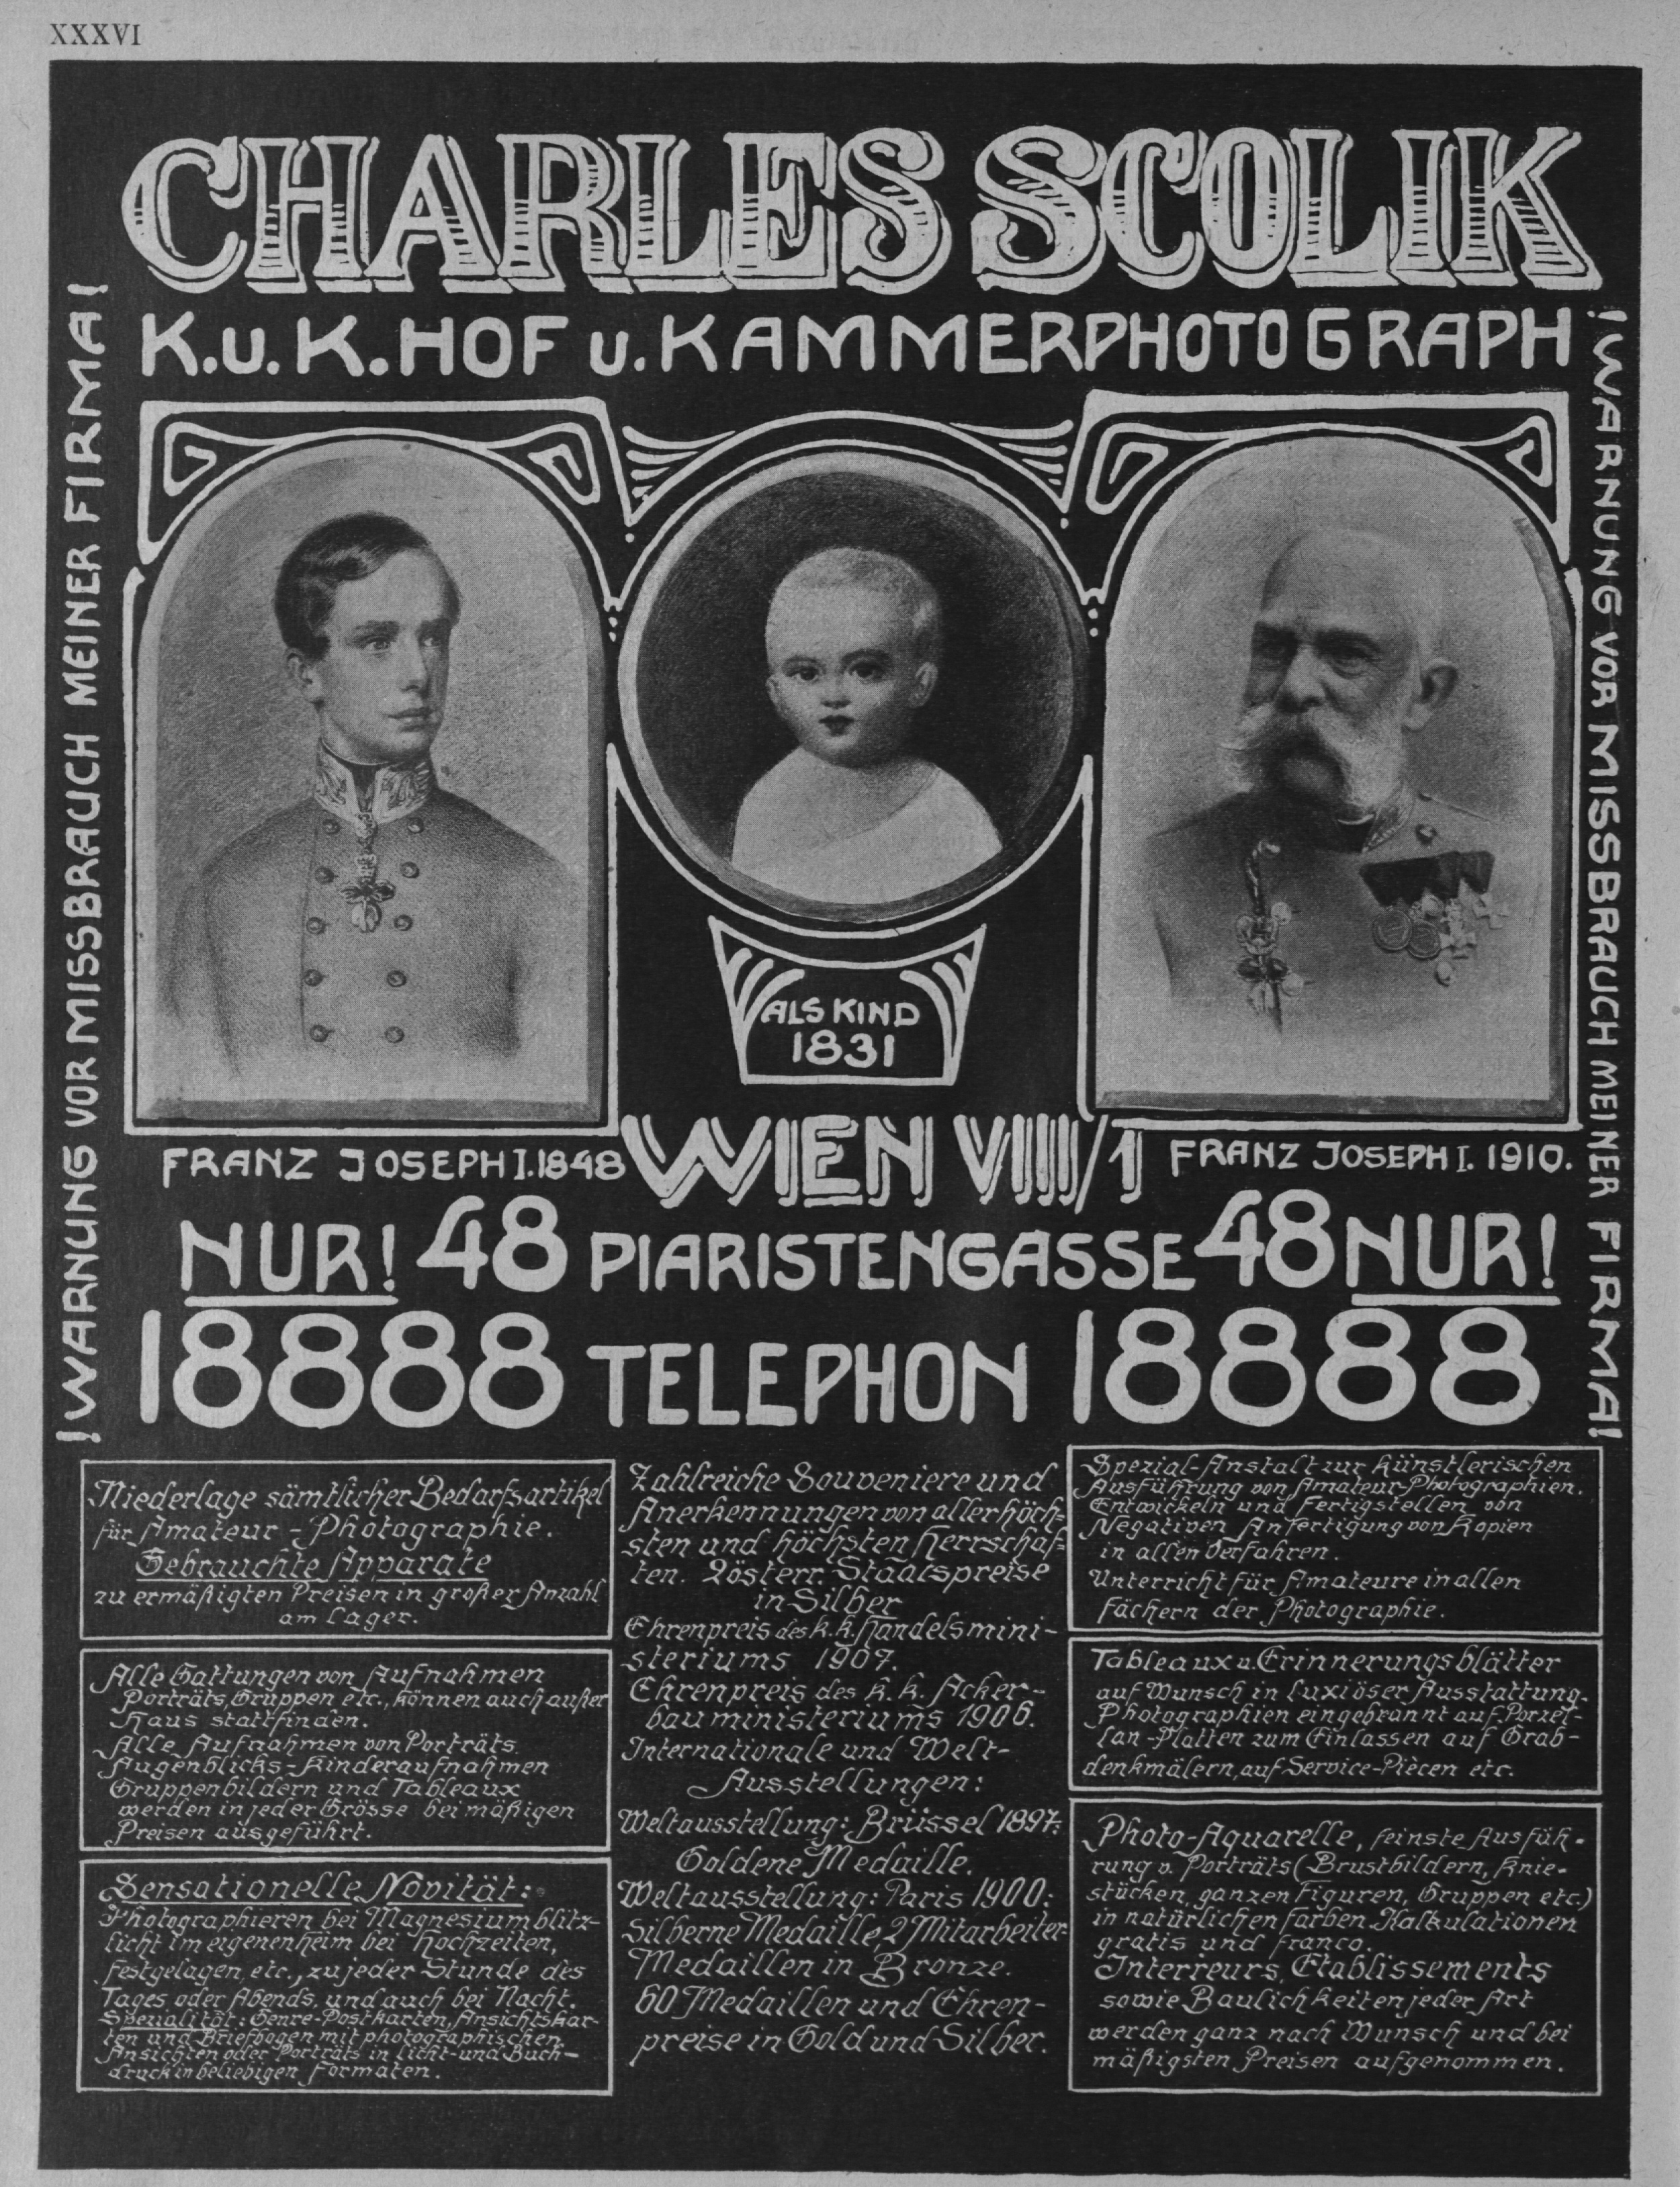 XXXVI
CHARLES SCOLIK
K. u. K. HOF u. KAMMERPHOTOGRAPH
! WARNUNG VOR MISSBRAUCH MEINER FIRMA !
! WARNUNG VOR MISSBRAUCH MEINER FIRMA !
ALS KIND
1831
FRANZ JOSEPH I. 1848
WIEN VIII/1
FRANZ JOSEPH I. 1910.
NUR! 48 PIARISTENGASSE 48 NUR!
18888 TELEPHON 18888
Niederlage sämtlicher Bedarfsartikel
für Amateur-Photographie.
Gebrauchte Apparate
zu ermäßigten Preisen in großer Anzahl
am Lager.
Alle Gattungen von Aufnahmen
Porträts, Gruppen etc., können auch außer
Haus stattfinden.
Alle Aufnahmen von Porträts,
Augenblicks-Kinderaufnahmen
Gruppenbildern und Tableaux
werden in jeder Grösse bei mäßigen
Preisen ausgeführt.
Sensationelle Novität:
Photographieren bei Magnesiumblitz-
licht im eigenen Heim bei Hochzeiten,
Festgelagen, etc., zu jeder Stunde des
Tages oder Abends, und auch bei Nacht.
Spezialität: Genre-Postkarten, Ansichtskar-
ten und Briefbogen mit photographischen
Ansichten oder Porträts in Licht- und Buch-
druck in beliebigen Formaten.
Zahlreiche Souveniere und
Anerkennungen von allerhöch-
sten und höchsten Herrschaf-
ten. 2 österr. Staatspreise
in Silber
Ehrenpreis des k. k. Handelsmini-
steriums 1907.
Ehrenpreis des k. k. Acker-
bauministeriums 1906.
Internationale und Welt-
Ausstellungen:
Weltausstellung: Brüssel 1897:
Goldene Medaille.
Weltausstellung: Paris 1900:
Silberne Medaille, 2 Mitarbeiter-
Medaillen in Bronze.
60 Medaillen und Ehren-
preise in Gold und Silber.
Spezial-Anstalt zur künstlerischen
Ausführung von Amateur-Photographien.
Entwickeln und Fertigstellen von
Negativen Anfertigung von Kopien
in allen Verfahren.
Unterricht für Amateure in allen
Fächern der Photographie.
Tableaux u. Erinnerungsblätter
auf Wunsch in luxiöser Ausstattung.
Photographien eingebrannt auf Porzel-
lan-Platten zum Einlassen auf Grab-
denkmälern, auf Service-Piècen etc.
Photo-Aquarelle, feinste Ausfüh-
rung v. Porträts (Brustbildern, Knie-
stücken, ganzen Figuren, Gruppen etc.)
in natürlichen Farben. Kalkulationen
gratis und franco.
Interieurs, Etablissements
sowie Baulichkeiten jeder Art
werden ganz nach Wunsch und bei
mäßigsten Preisen aufgenommen.